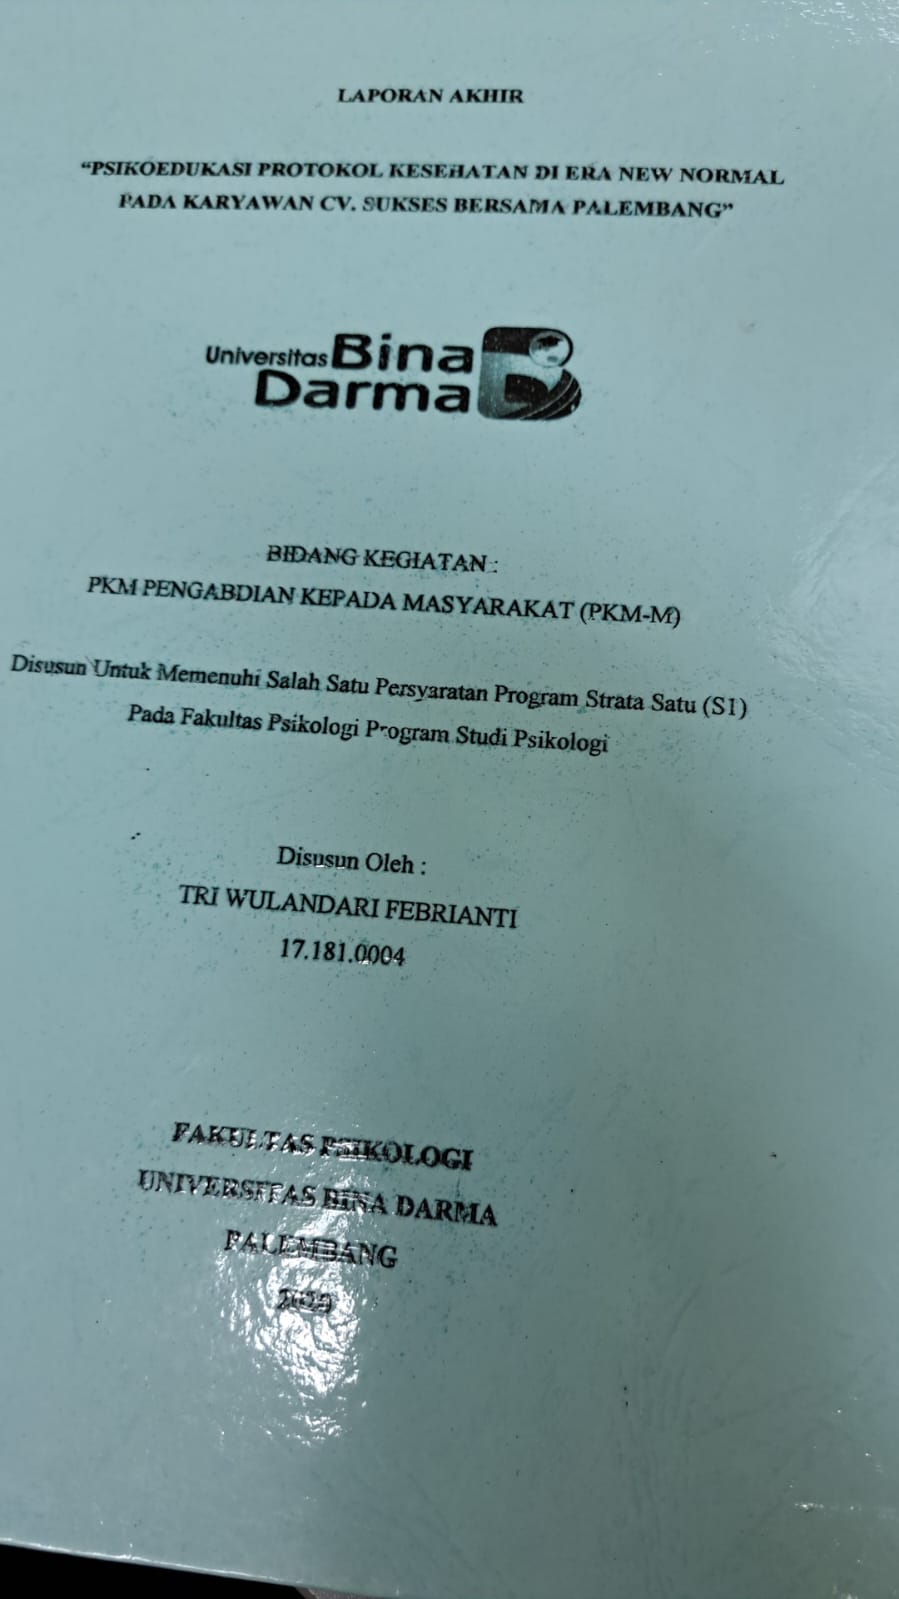 LAPORAN AKHIR
“PSIKOEDUKASI PROTOKOL KESEHATAN DI ERA NEW NORMAL
PADA KARYAWAN CV. SUKSES BERSAMA PALEMBANG”
Universitas Bina
Darma
BIDANG KEGIATAN :
PKM PENGABDIAN KEPADA MASYARAKAT (PKM-M)
Disusun Untuk Memenuhi Salah Satu Persyaratan Program Strata Satu (S1)
Pada Fakultas Psikologi Program Studi Psikologi
Disusun Oleh :
TRI WULANDARI FEBRIANTI
17.181.0004
FAKULTAS PSIKOLOGI
UNIVERSITAS BINA DARMA
PALEMBANG